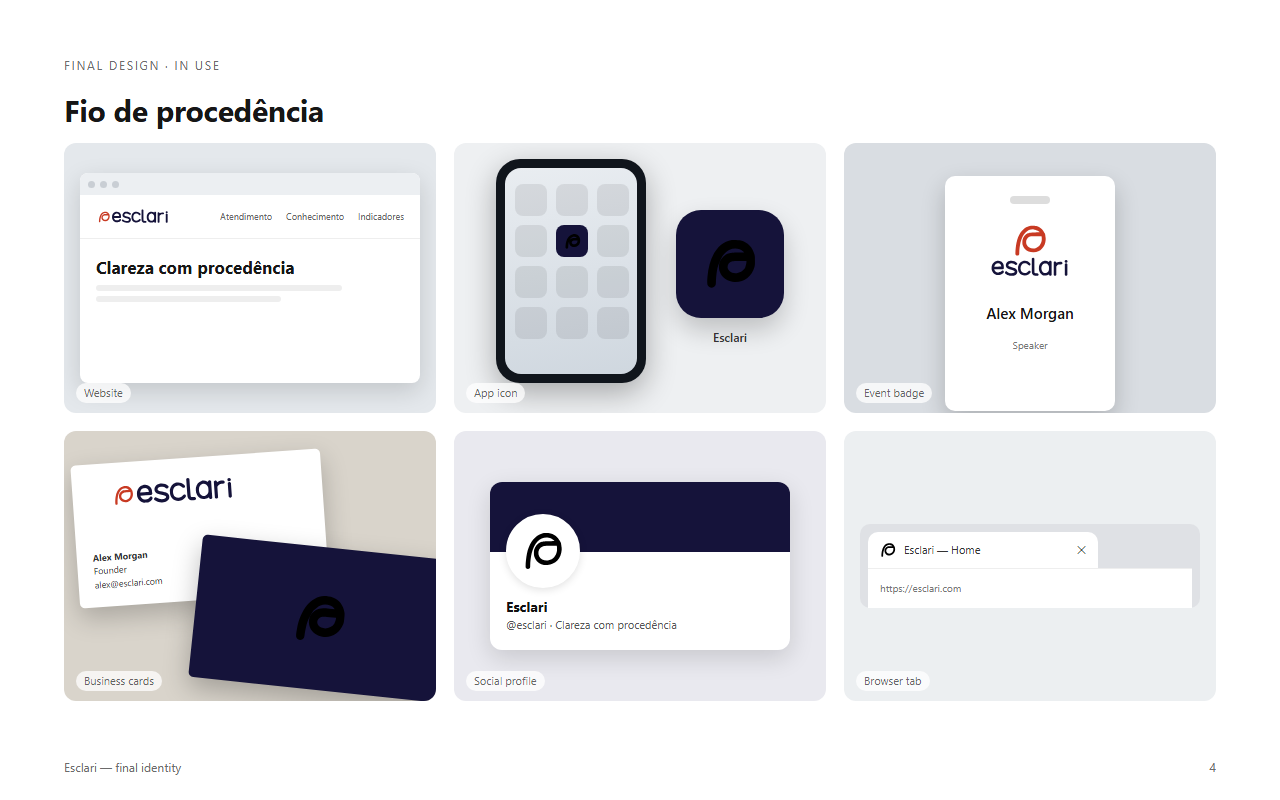 FINAL DESIGN · IN USE
Fio de procedência
esclari
Atendimento Conhecimento Indicadores
Clareza com procedência
Website
Esclari
App icon
esclari
Alex Morgan
Speaker
Event badge
esclari
Alex Morgan
Founder
alex@esclari.com
Business cards
Esclari
@esclari · Clareza com procedência
Social profile
Esclari — Home
https://esclari.com
Browser tab
Esclari — final identity
4